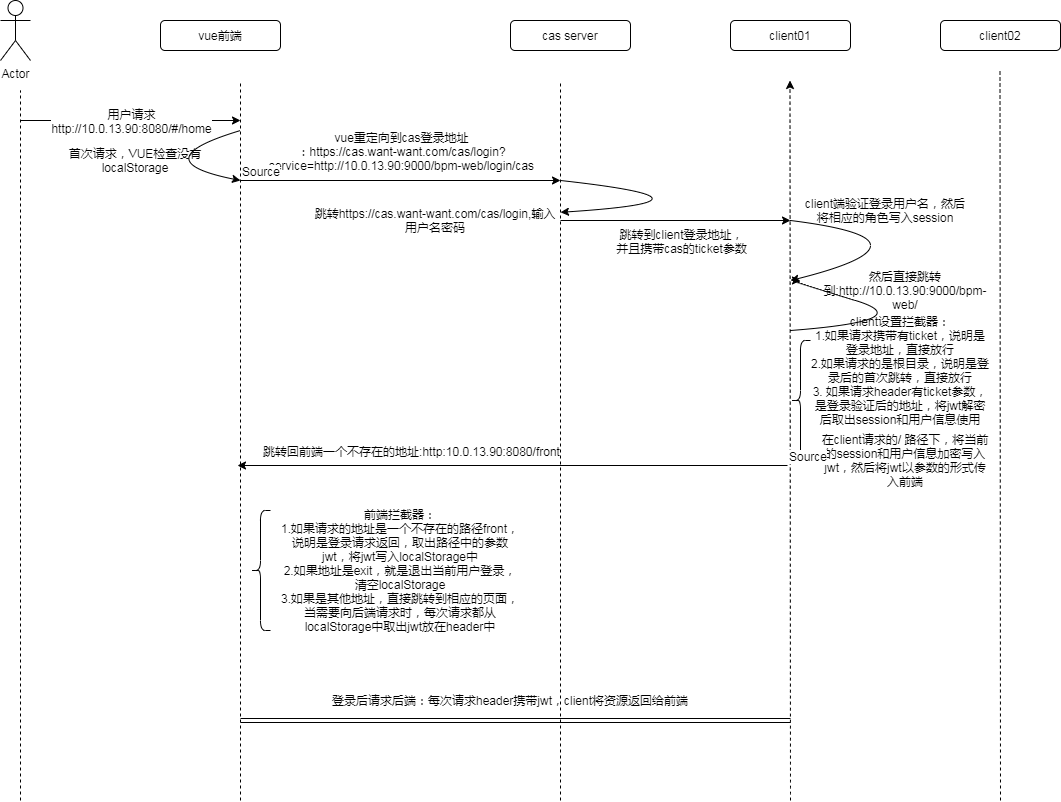 vue前端
cas server
client01
client02
Actor
用户请求
http://10.0.13.90:8080/#/home
首次请求，VUE检查没有
localStorage
vue重定向到cas登录地址
：https://cas.want-want.com/cas/login?
service=http://10.0.13.90:9000/bpm-web/login/cas
Source
跳转https://cas.want-want.com/cas/login,输入
用户名密码
跳转到client登录地址，
并且携带cas的ticket参数
client端验证登录用户名，然后
将相应的角色写入session
然后直接跳转
到:http://10.0.13.90:9000/bpm-
web/
client设置拦截器：
1.如果请求携带有ticket，说明是
登录地址，直接放行
2.如果请求的是根目录，说明是登
录后的首次跳转，直接放行
3. 如果请求header有ticket参数，
是登录验证后的地址，将jwt解密
后取出session和用户信息使用
在client请求的/ 路径下，将当前
的session和用户信息加密写入
jwt，然后将jwt以参数的形式传
入前端
Source
跳转回前端一个不存在的地址:http:10.0.13.90:8080/front
前端拦截器：
1.如果请求的地址是一个不存在的路径front，
说明是登录请求返回，取出路径中的参数
jwt，将jwt写入localStorage中
2.如果地址是exit，就是退出当前用户登录，
清空localStorage
3.如果是其他地址，直接跳转到相应的页面，
当需要向后端请求时，每次请求都从
localStorage中取出jwt放在header中
登录后请求后端：每次请求header携带jwt，client将资源返回给前端